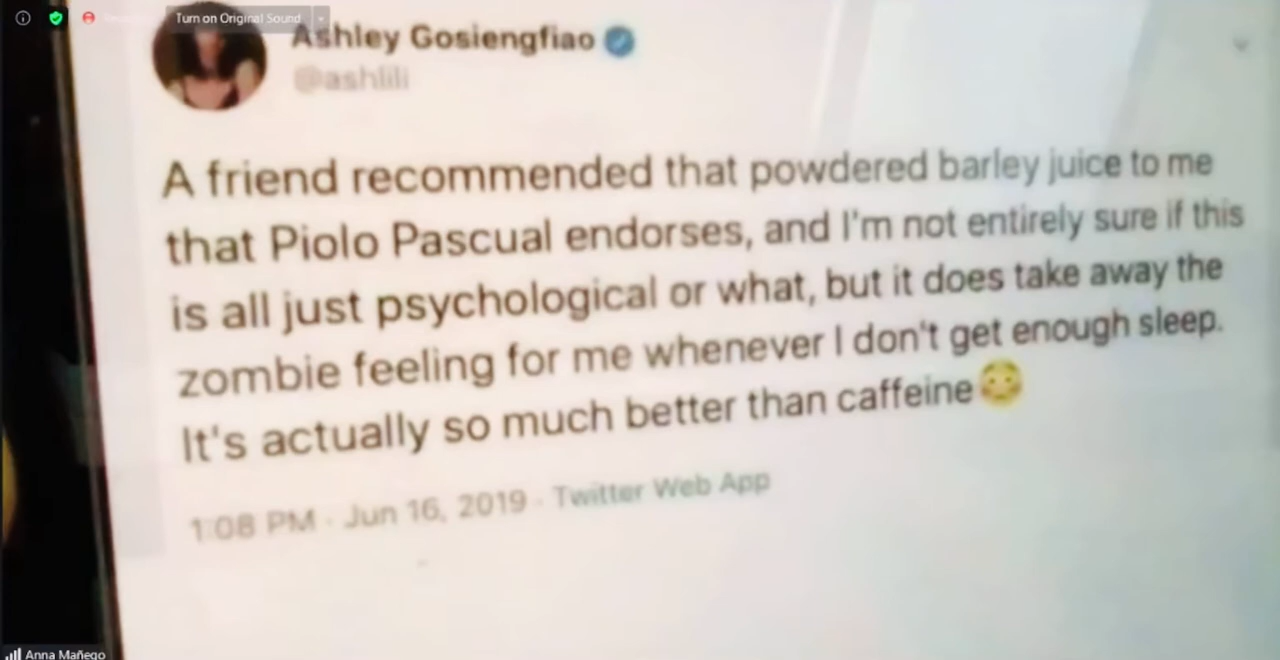 Turn on Original Sound
Ashley Gosiengfiao
@ashlili
A friend recommended that powdered barley juice to me
that Piolo Pascual endorses, and I'm not entirely sure if this
is all just psychological or what, but it does take away the
zombie feeling for me whenever I don't get enough sleep.
It's actually so much better than caffeine😳
1:08 PM · Jun 16, 2019 · Twitter Web App
Anna Mañego